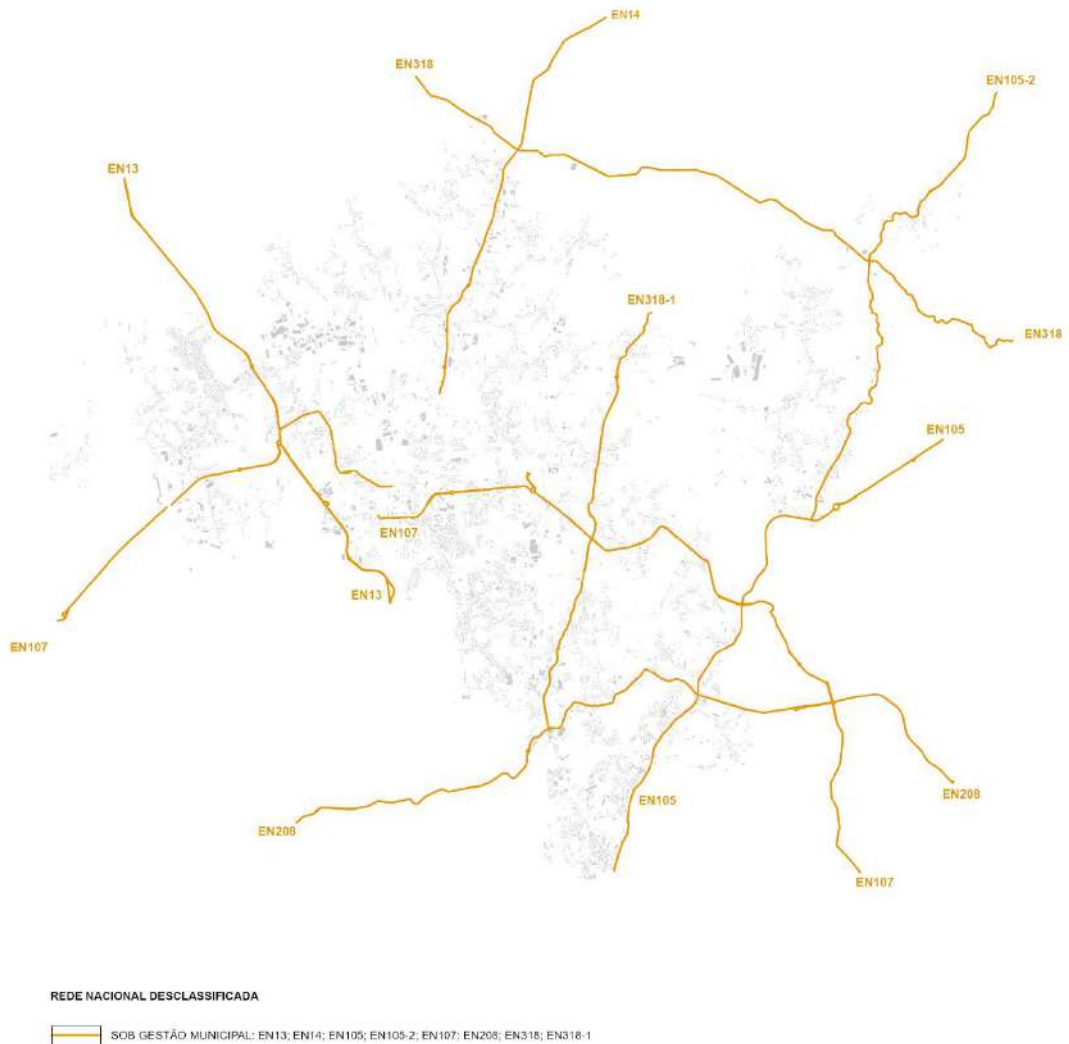 EN14
EN318
EN105-2
EN13
EN318-1
EN318
EN105
EN107
EN13
EN107
EN105
EN208
EN208
EN107
REDE NACIONAL DESCLASSIFICADA
SOB GESTÃO MUNICIPAL: EN13; EN14; EN105; EN105-2; EN107; EN208; EN318; EN318-1